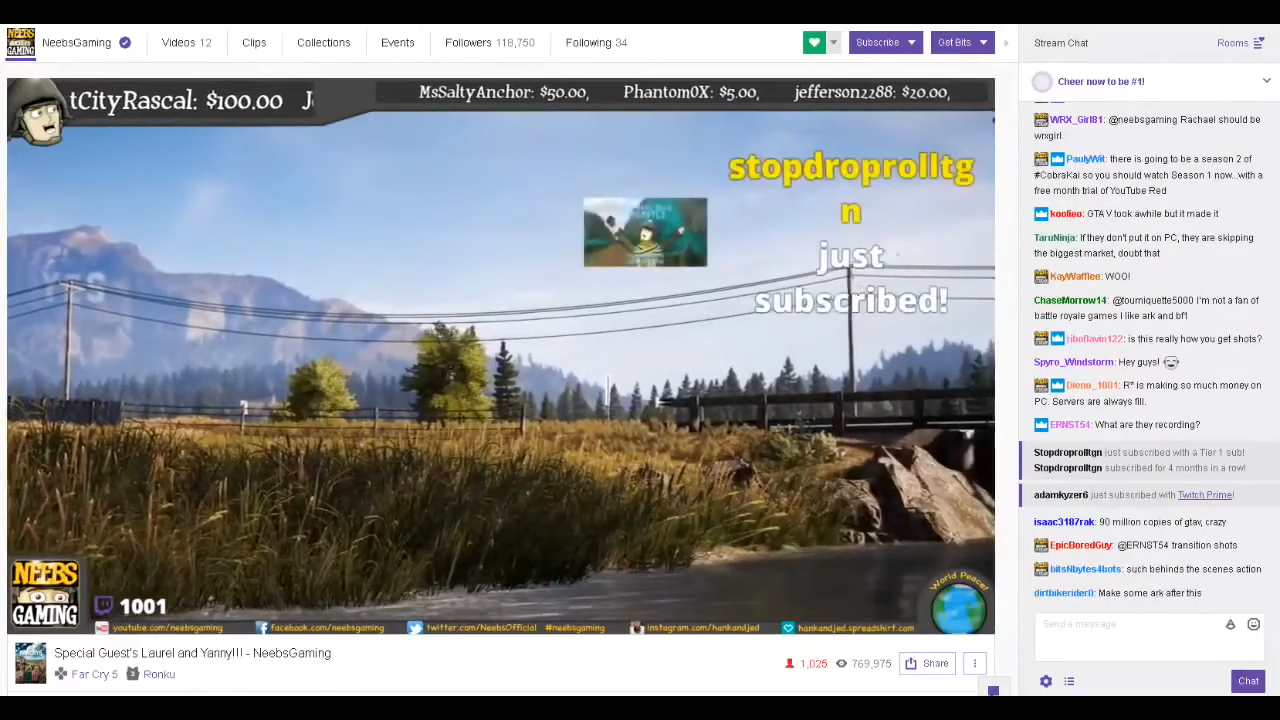 NEEBS
GAMING
NeebsGaming
Videos 12
Clips
Collections
Events
Followers 118,750
Following 34
Subscribe
Get Bits
Stream Chat
Rooms
tCityRascal: $100.00
MsSaltyAnchor: $50.00,
Phantom0X: $5.00,
jefferson2288: $20.00,
stopdroprolltg
n
just
subscribed!
NEEBS
GAMING
1001
World Peace!
youtube.com/neebsgaming
facebook.com/neebsgaming
twitter.com/NeebsOfficial #neebsgaming
instagram.com/hankandjed
hankandjed.spreadshirt.com
Special Guest's Laurel and Yanny!!! - NeebsGaming
Far Cry 5
Ronku
1,025
769,975
Share
Cheer now to be #1!
WRX_Girl81: @neebsgaming Rachael should be
wrxgirl
PaulyWit: there is going to be a season 2 of
#CobraKai so you should watch Season 1 now...with a
free month trial of YouTube Red
koolieo: GTA V took awhile but it made it
TaruNinja: If they don't put it on PC, they are skipping
the biggest market, doubt that
KayWafflee: WOO!
ChaseMorrow14: @tourniquette5000 I'm not a fan of
battle royale games I like ark and bf1
riboflavin122: is this really how you get shots?
Spyro_Windstorm: Hey guys!
Dieno_1001: R* is making so much money on
PC. Servers are always fill.
ERNST54: What are they recording?
Stopdroprolltgn just subscribed with a Tier 1 sub!
Stopdroprolltgn subscribed for 4 months in a row!
adamkyzer6 just subscribed with Twitch Prime!
isaac3187rak: 90 million copies of gtav, crazy
EpicBoredGuy: @ERNST54 transition shots
bitsNbytes4bots: such behind the scenes action
dirtbikerider0: Make some ark after this
Send a message
Chat